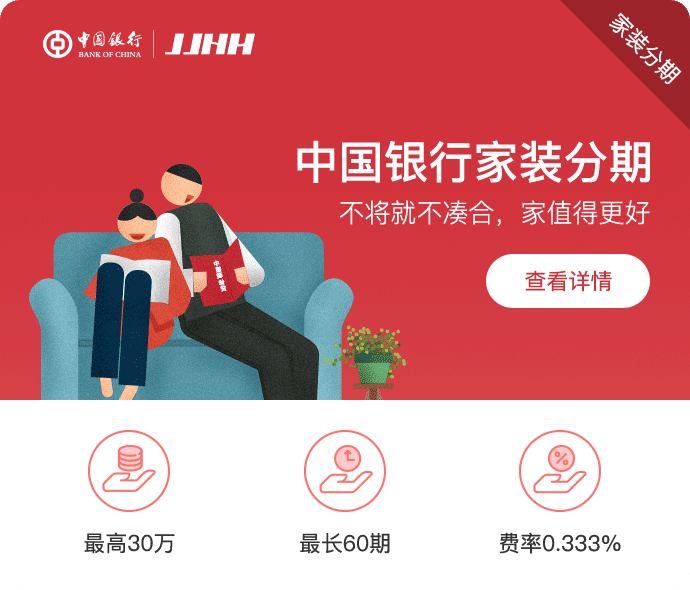 中国银行
BANK OF CHINA
JJHH
家装分期
中国银行家装分期
不将就不凑合，家值得更好
查看详情
最高30万
最长60期
费率0.333%